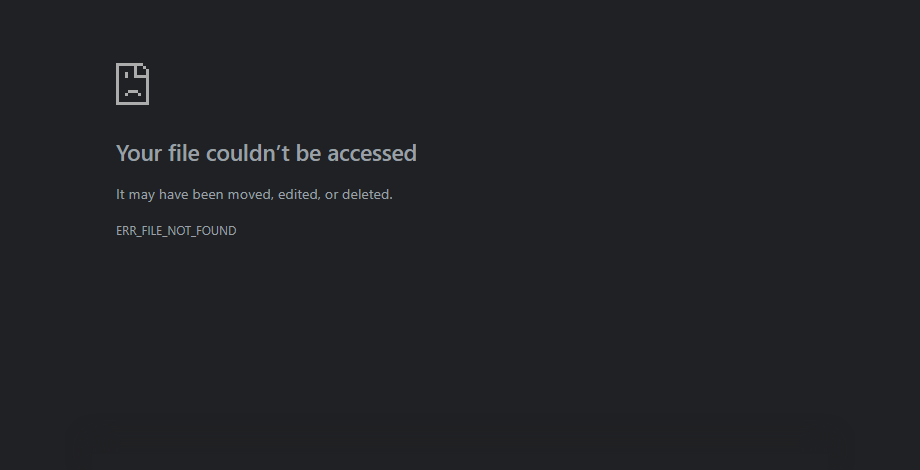 Your file couldn’t be accessed
It may have been moved, edited, or deleted.
ERR_FILE_NOT_FOUND